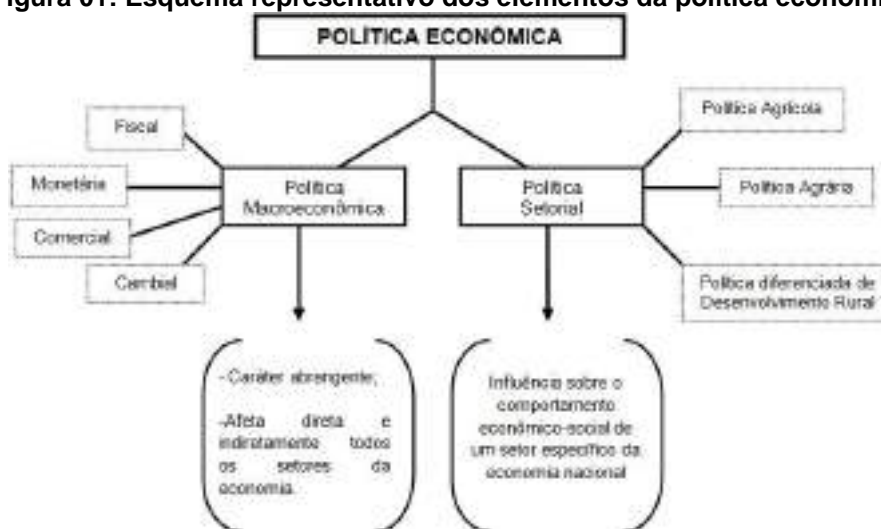 igura 01: Esquema representativo dos elementos da política econômi
POLÍTICA ECONÔMICA
Fiscal
Monetária
Comercial
Cambial
Política
Macroeconômica
Política
Setorial
Política Agrícola
Política Agrária
Política diferenciada de
Desenvolvimento Rural
- Caráter abrangente;
-Afeta direta e
indiretamente todos
os setores da
economia.
Influência sobre o
comportamento
econômico-social de
um setor específico da
economia nacional